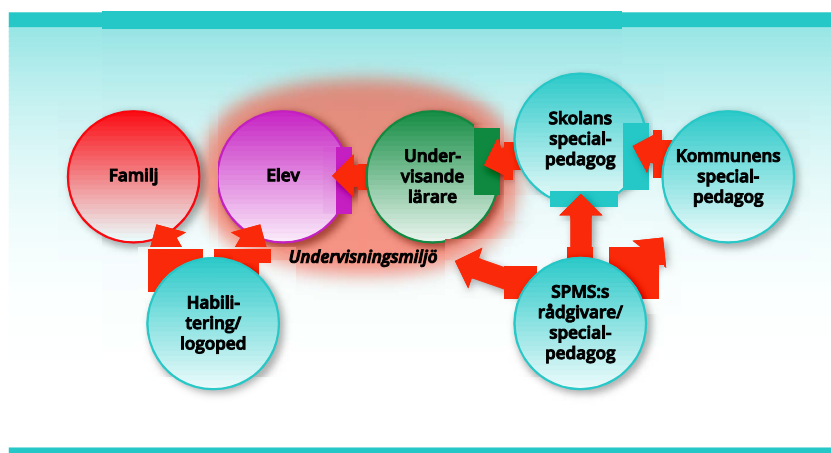 Familj
Elev
Under-
visande
lärare
Skolans
special-
pedagog
Kommunens
special-
pedagog
Undervisningsmiljö
Habili-
tering/
logoped
SPMS:s
rådgivare/
special-
pedagog